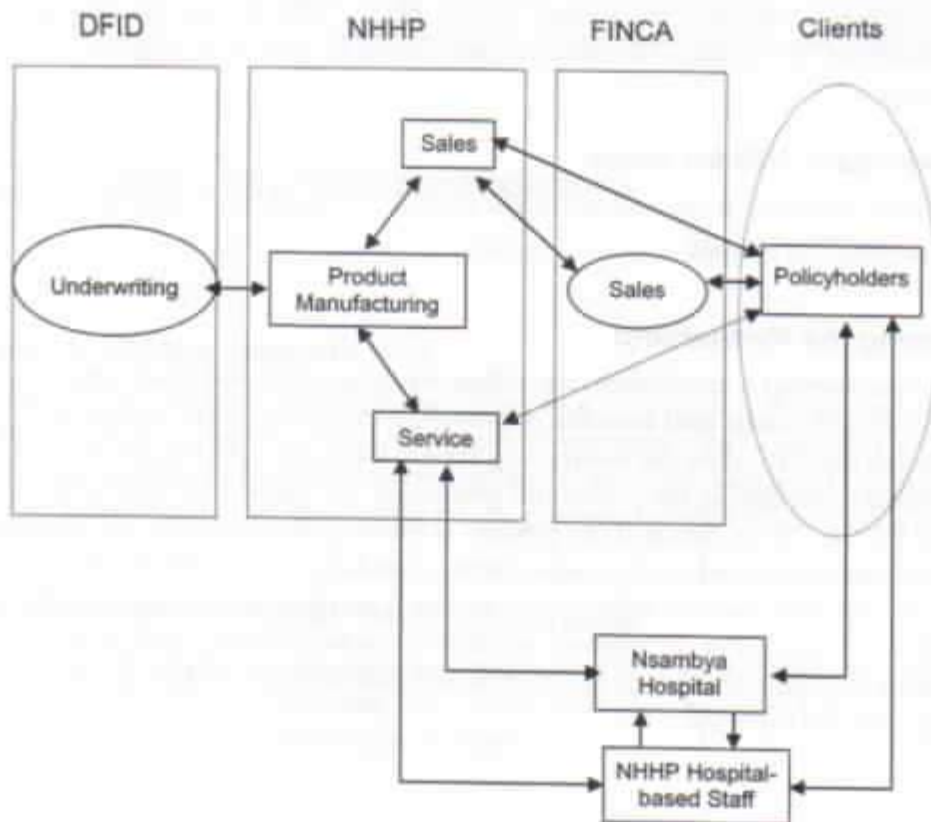 DFID NHHP FINCA Clients
Sales
Underwriting
Product
Manufacturing
Sales
Policyholders
Service
Nsambya
Hospital
NHHP Hospital-
based Staff